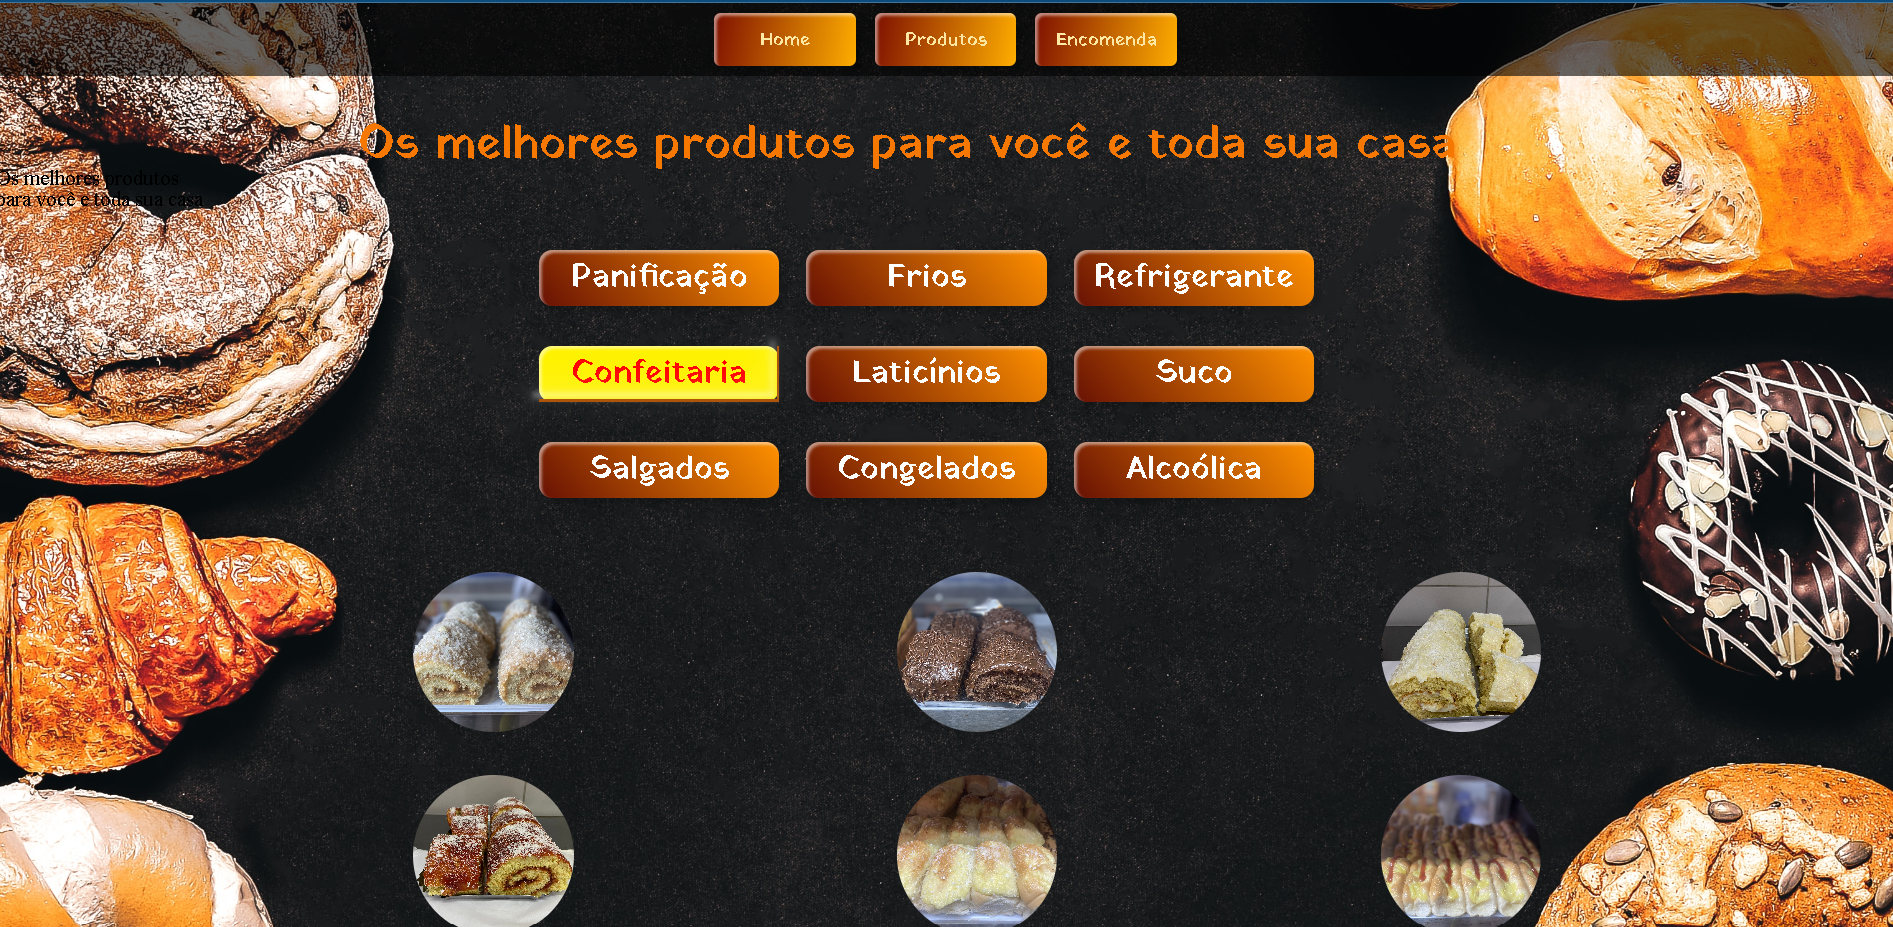 Home
Produtos
Encomenda
Os melhores produtos para você e toda sua casa
Os melhores produtos
para você e toda sua casa
Panificação
Frios
Refrigerante
Confeitaria
Laticínios
Suco
Salgados
Congelados
Alcoólica